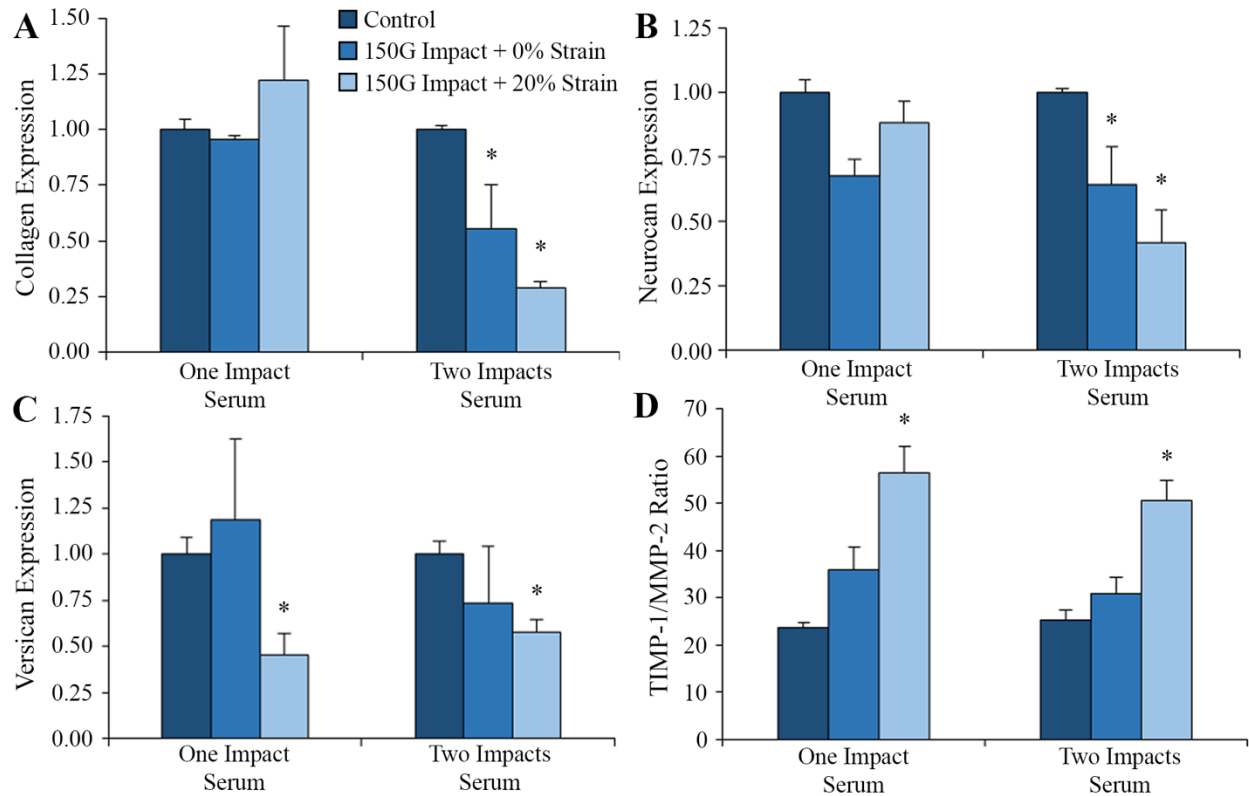 A
Collagen Expression
1.50
1.25
1.00
0.75
0.50
0.25
0.00
Control
150G Impact + 0% Strain
150G Impact + 20% Strain
*
*
One Impact
Serum
Two Impacts
Serum
B
Neurocan Expression
1.00
0.75
0.50
0.25
0.00
*
*
One Impact
Serum
Two Impacts
Serum
C
Versican Expression
1.75
1.50
1.25
1.00
0.75
0.50
0.25
0.00
*
*
One Impact
Serum
Two Impacts
Serum
D
TIMP-1/MMP-2 Ratio
70
60
50
40
30
20
10
0
*
*
One Impact
Serum
Two Impacts
Serum